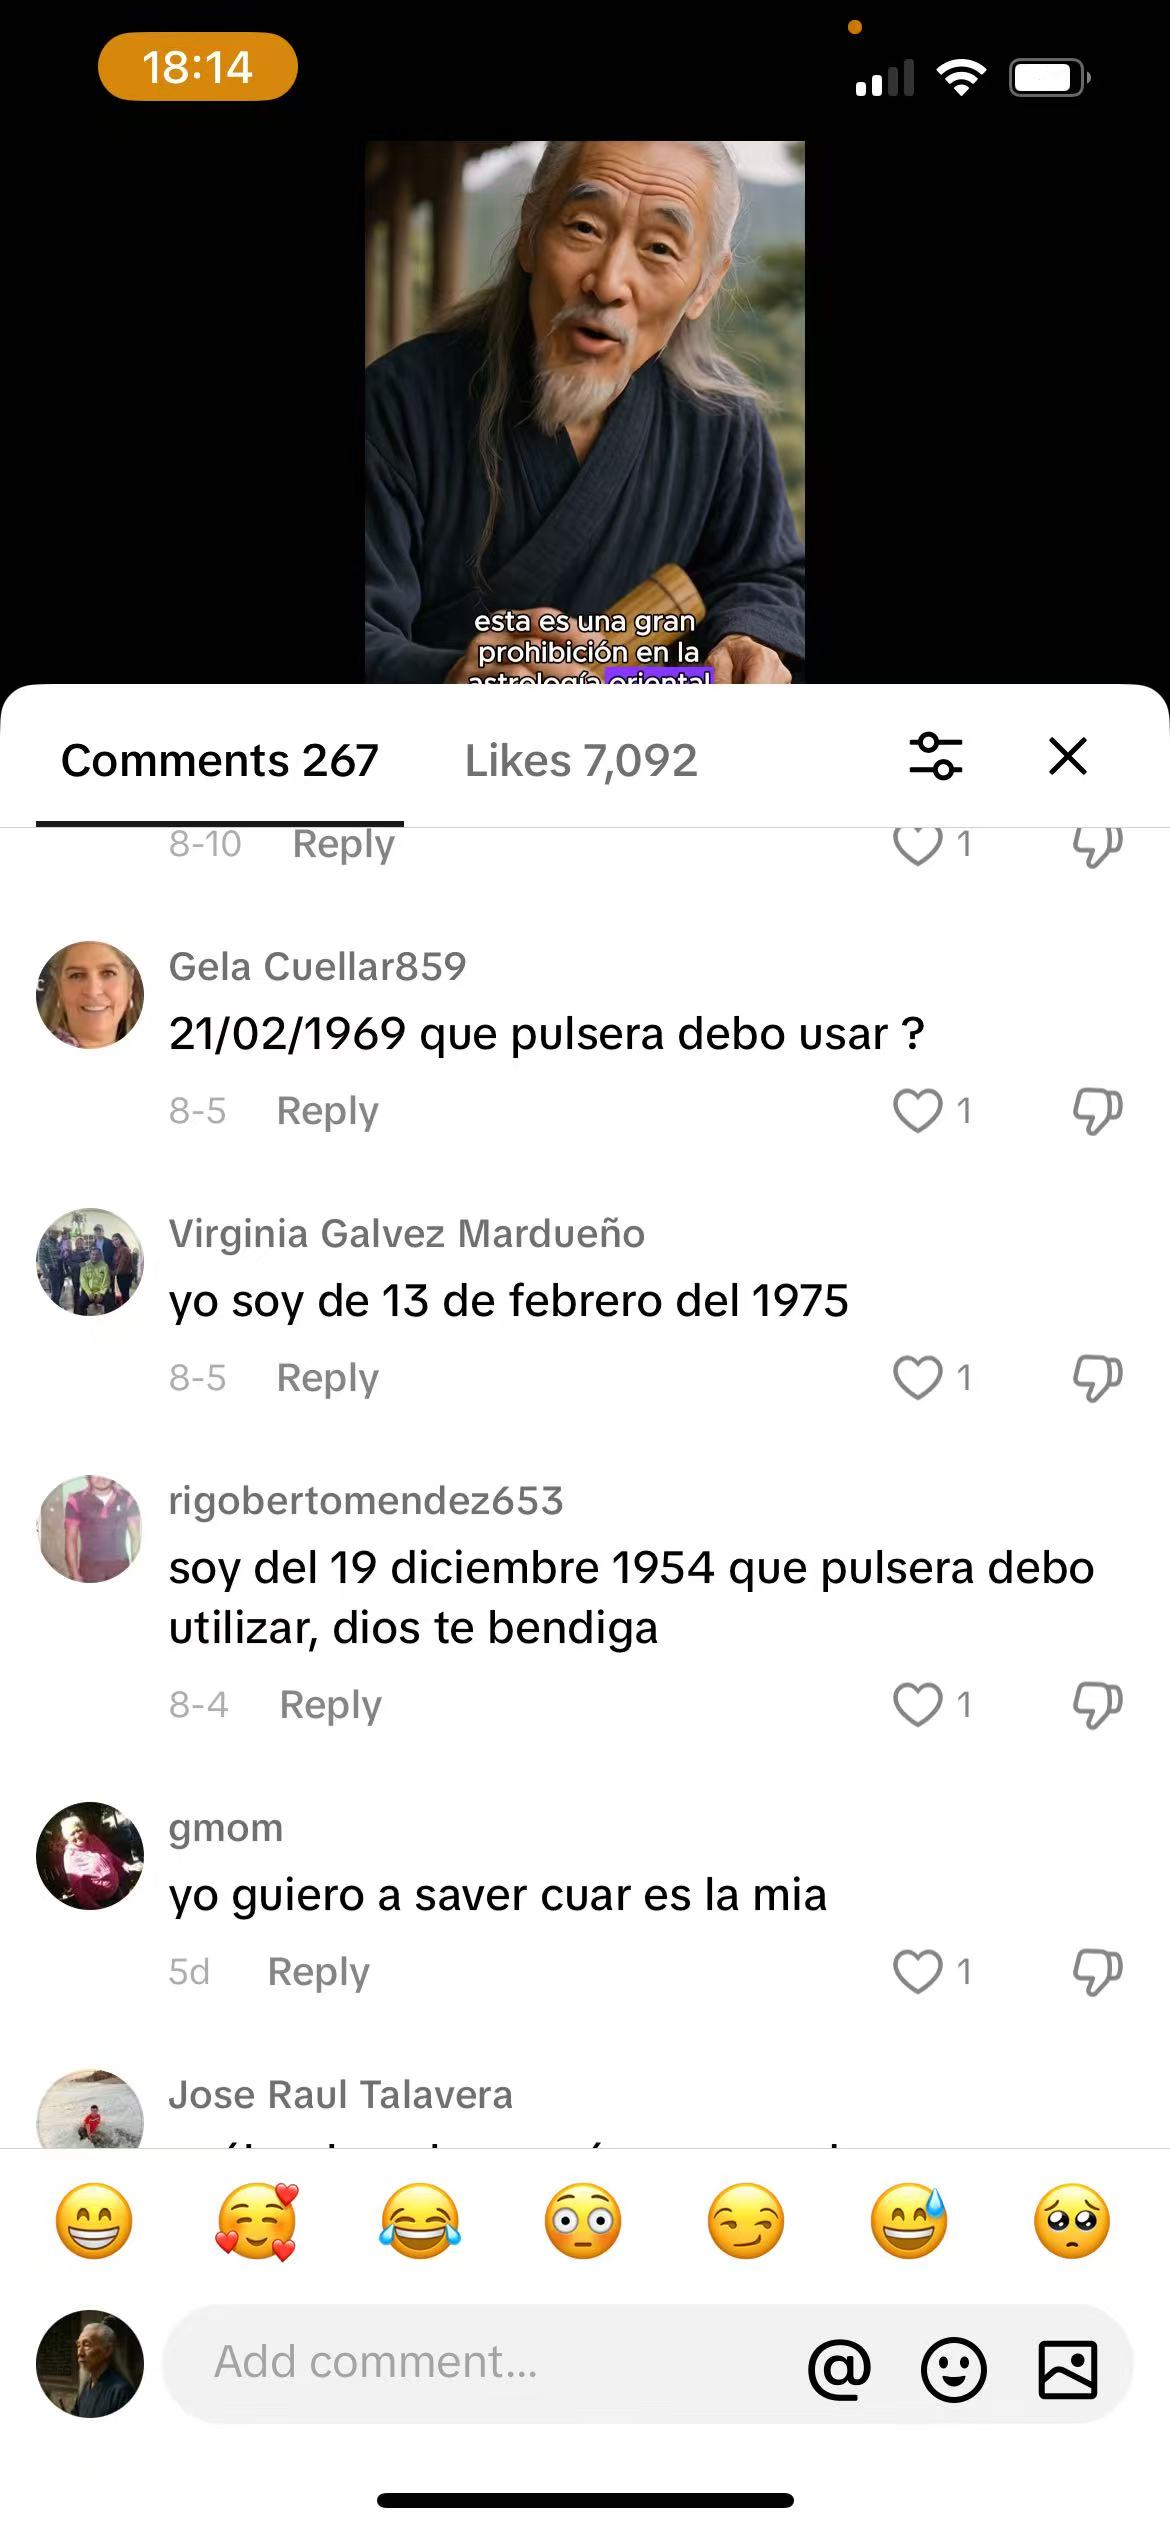 18:14
esta es una gran
prohibición en la
astrología oriental
Comments 267
Likes 7,092
8-10 Reply 1
Gela Cuellar859
21/02/1969 que pulsera debo usar ?
8-5 Reply 1
Virginia Galvez Mardueño
yo soy de 13 de febrero del 1975
8-5 Reply 1
rigobertomendez653
soy del 19 diciembre 1954 que pulsera debo
utilizar, dios te bendiga
8-4 Reply 1
gmom
yo guiero a saver cuar es la mia
5d Reply 1
Jose Raul Talavera
Add comment...